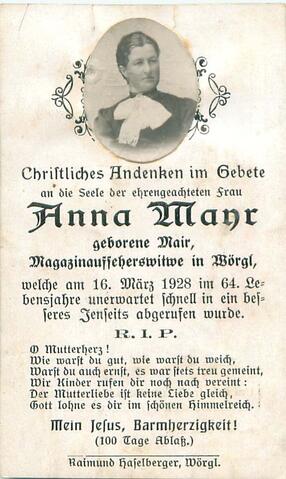 Christliches Andenken im Gebete
an die Seele der ehrengeachteten Frau
Anna Mayr
geborene Mair,
Magazinaufseherswitwe in Wörgl,
welche am 16. März 1928 im 64. Le-
bensjahre unerwartet schnell in ein bes-
seres Jenseits abgerufen wurde.
R. I. P.
O Mutterherz!
Wie warst du gut, wie warst du weich,
Warst du auch ernst, es war stets treu gemeint,
Wir Kinder rufen dir noch nach vereint:
Der Mutterliebe ist keine Liebe gleich,
Gott lohne es dir im schönen Himmelreich.
Mein Jesus, Barmherzigkeit!
(100 Tage Ablaß.)
Raimund Haselberger, Wörgl.